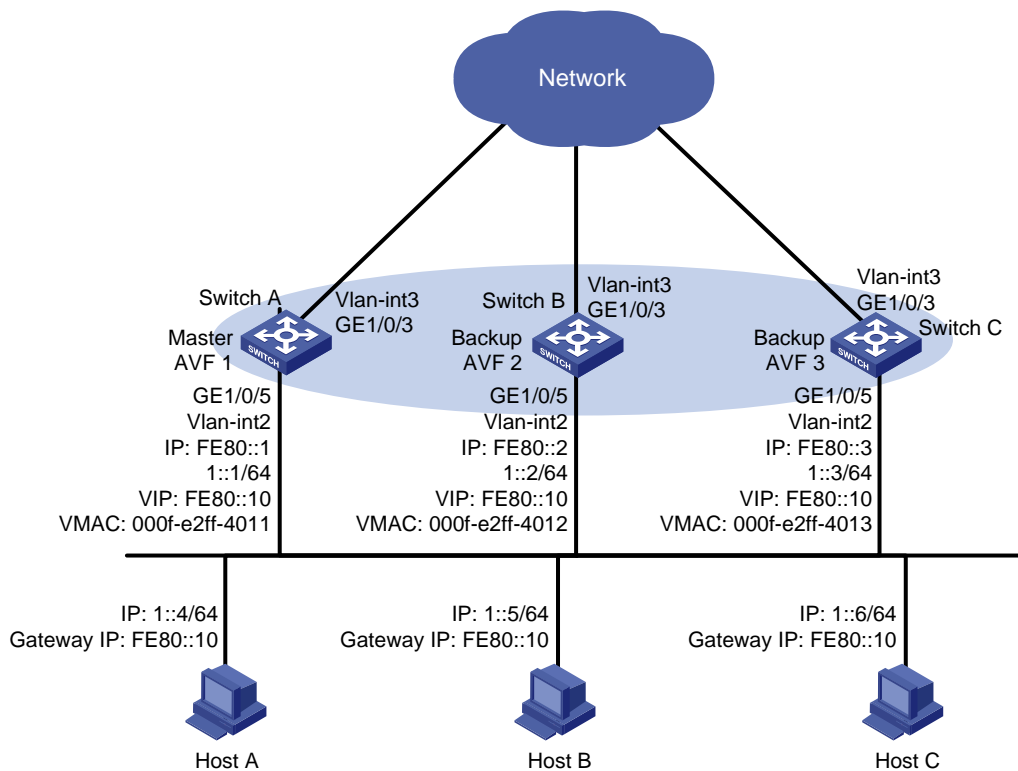 Network
Switch A
Vlan-int3
GE1/0/3
Master
AVF 1
SWITCH
Switch B
Vlan-int3
GE1/0/3
Backup
AVF 2
SWITCH
Vlan-int3
GE1/0/3
Switch C
Backup
AVF 3
SWITCH
GE1/0/5
Vlan-int2
IP: FE80::1
1::1/64
VIP: FE80::10
VMAC: 000f-e2ff-4011
GE1/0/5
Vlan-int2
IP: FE80::2
1::2/64
VIP: FE80::10
VMAC: 000f-e2ff-4012
GE1/0/5
Vlan-int2
IP: FE80::3
1::3/64
VIP: FE80::10
VMAC: 000f-e2ff-4013
IP: 1::4/64
Gateway IP: FE80::10
Host A
IP: 1::5/64
Gateway IP: FE80::10
Host B
IP: 1::6/64
Gateway IP: FE80::10
Host C